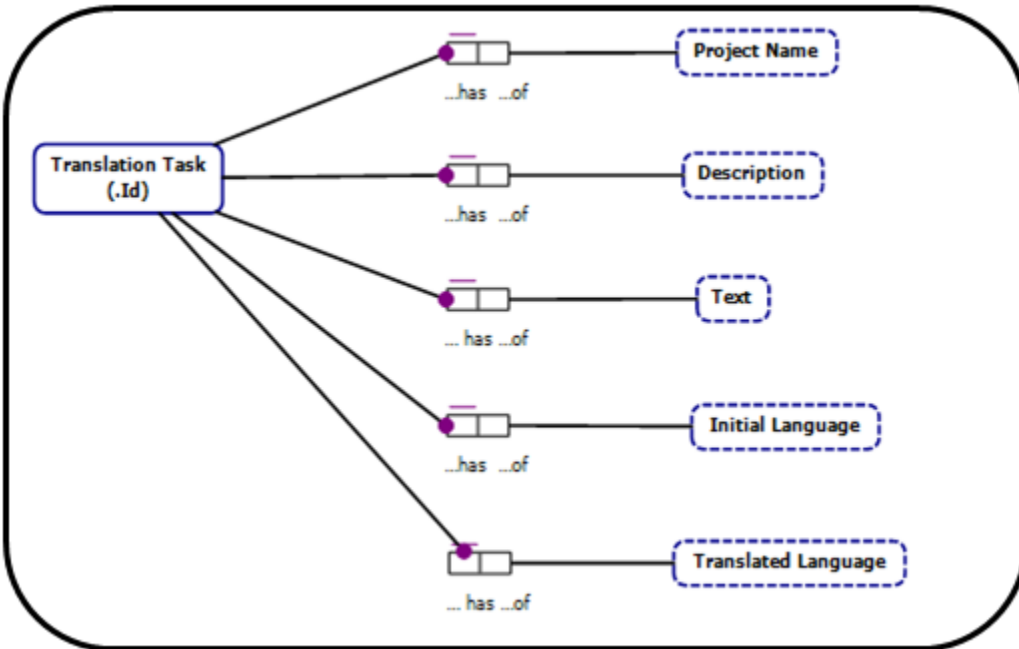 Project Name
...has ...of
Translation Task
(.Id)
Description
...has ...of
Text
... has ...of
Initial Language
...has ...of
Translated Language
... has ...of